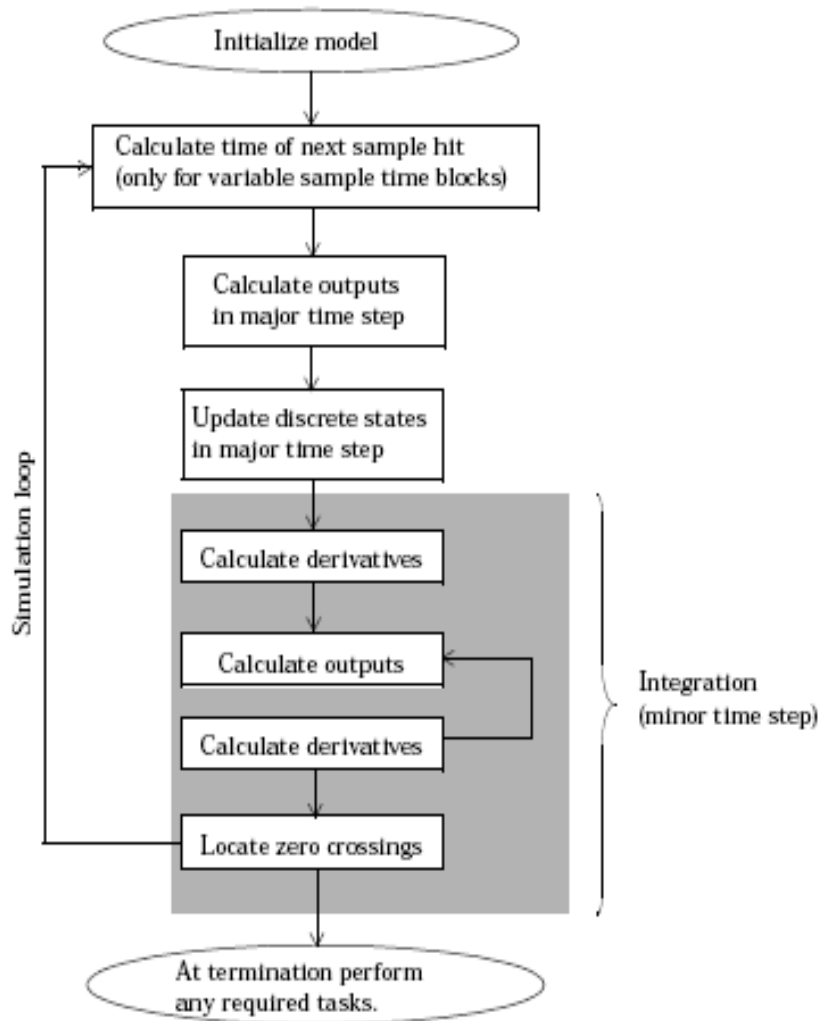 Initialize model
Calculate time of next sample hit
(only for variable sample time blocks)
Calculate outputs
in major time step
Update discrete states
in major time step
Simulation loop
Calculate derivatives
Calculate outputs
Calculate derivatives
Locate zero crossings
Integration
(minor time step)
At termination perform
any required tasks.